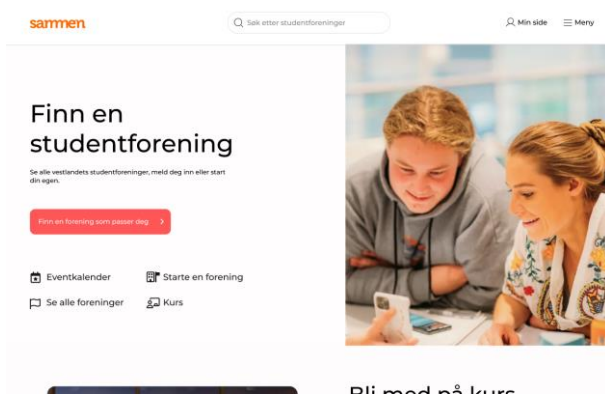 sammen
Søk etter studentforeninger
Min side
Meny
Finn en
studentforening
Se alle vestlandets studentforeninger, meld deg inn eller start
din egen.
Finn en forening som passer deg
Eventkalender
Starte en forening
Se alle foreninger
Kurs
Bli med på kurs